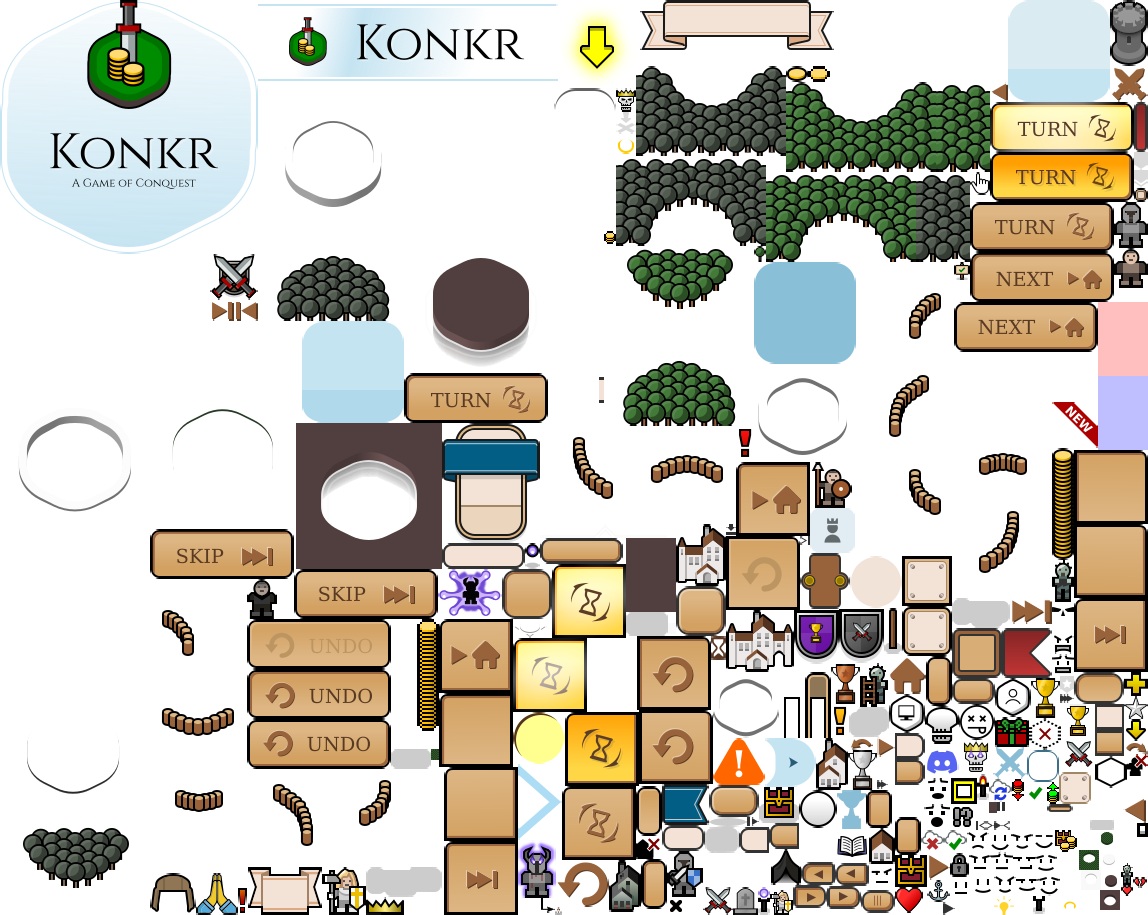 KONKR
A GAME OF CONQUEST
KONKR
TURN
TURN
TURN
NEXT
NEXT
TURN
NEW
SKIP
SKIP
UNDO
UNDO
UNDO